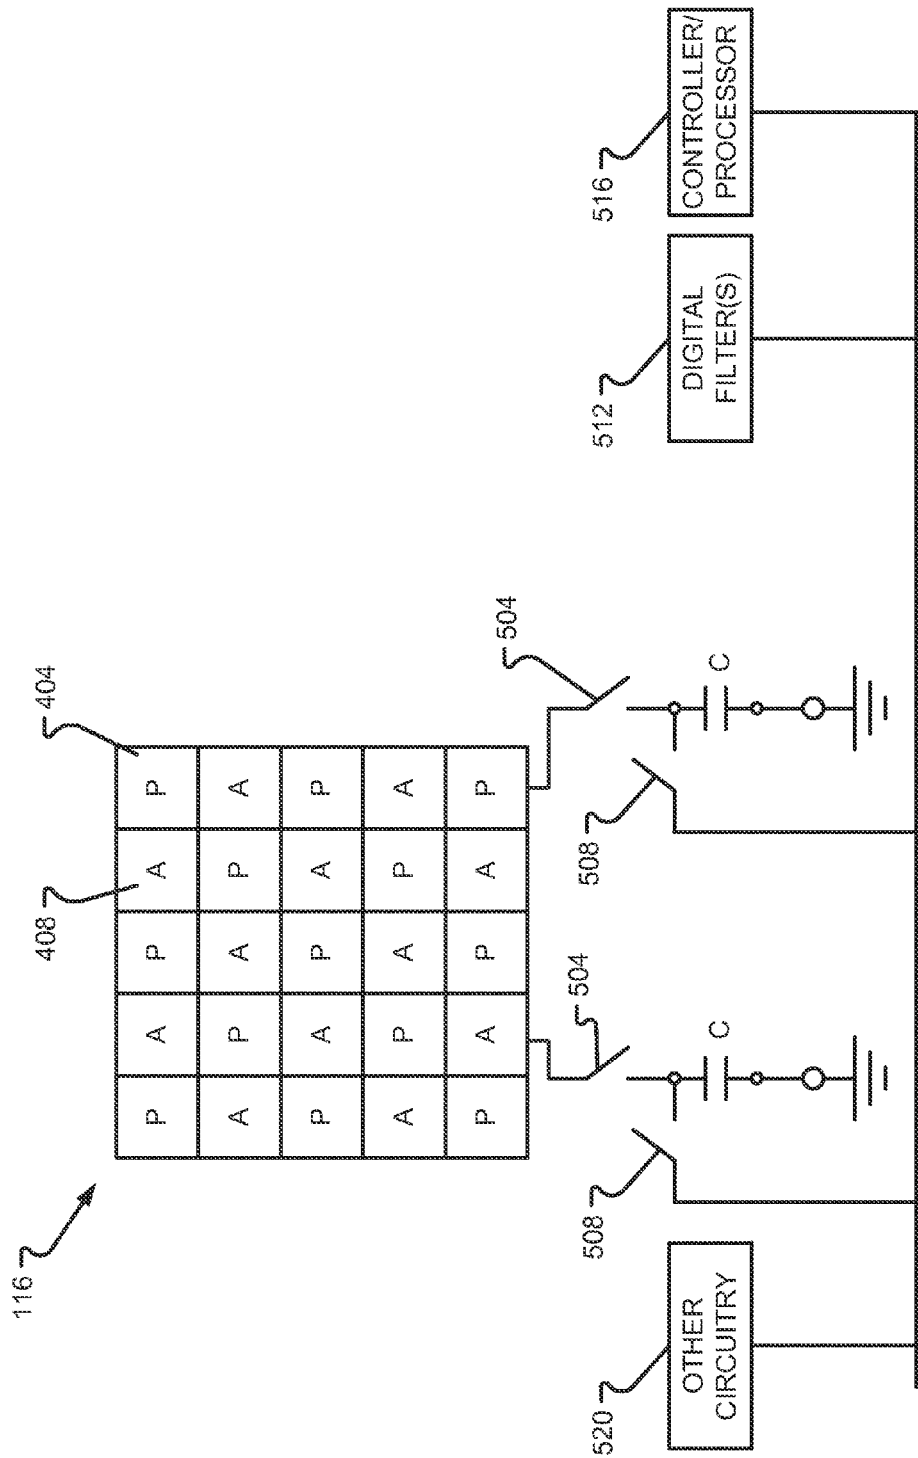 116
408
404
P A P A P
A P A P A
P A P A P
A P A P A
P A P A P
504
504
508
508
520
512
516
OTHER
CIRCUITRY
C
C
DIGITAL
FILTER(S)
CONTROLLER/
PROCESSOR